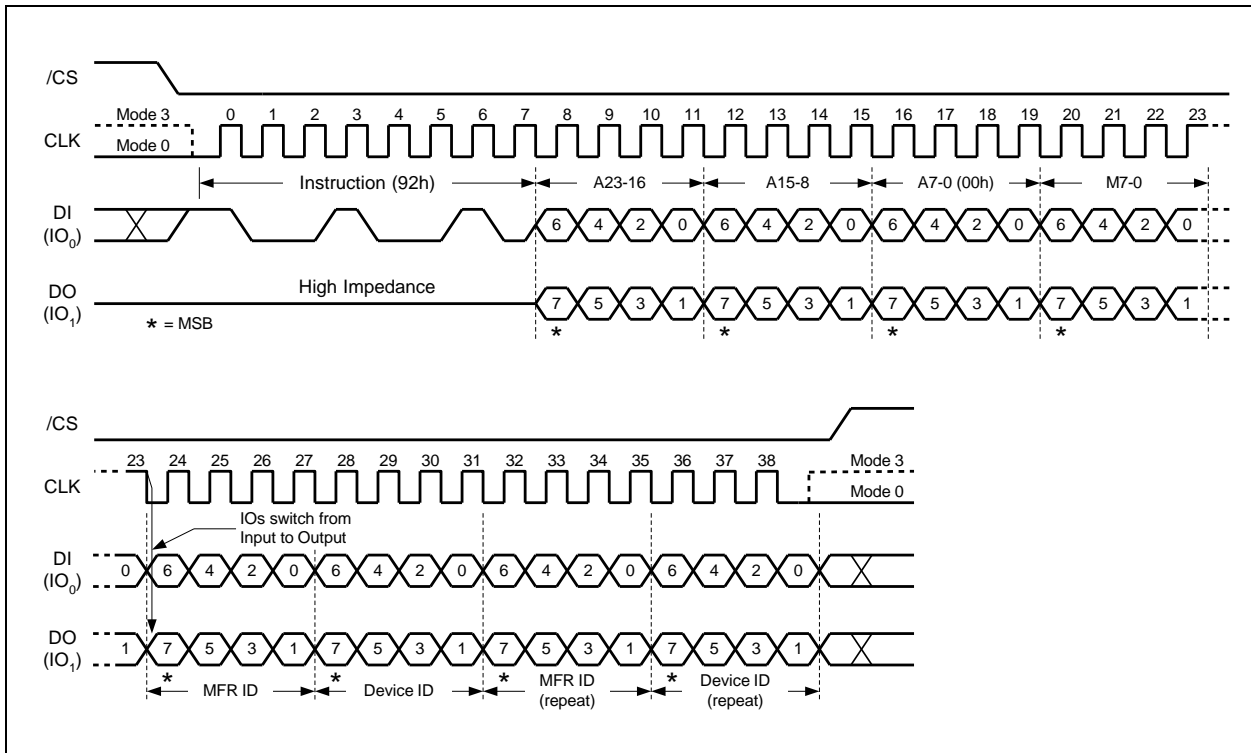 /CS
Mode 3 0 1 2 3 4 5 6 7 8 9 10 11 12 13 14 15 16 17 18 19 20 21 22 23
CLK
Mode 0
Instruction (92h) A23-16 A15-8 A7-0 (00h) M7-0
DI
(IO0) 6 4 2 0 6 4 2 0 6 4 2 0 6 4 2 0
High Impedance
DO
(IO1) 7 5 3 1 7 5 3 1 7 5 3 1 7 5 3 1
* = MSB * * * *
/CS
23 24 25 26 27 28 29 30 31 32 33 34 35 36 37 38 Mode 3
CLK
Mode 0
IOs switch from
Input to Output
DI
(IO0) 0 6 4 2 0 6 4 2 0 6 4 2 0 6 4 2 0
DO
(IO1) 1 7 5 3 1 7 5 3 1 7 5 3 1 7 5 3 1
* MFR ID * Device ID * MFR ID
(repeat) * Device ID
(repeat)